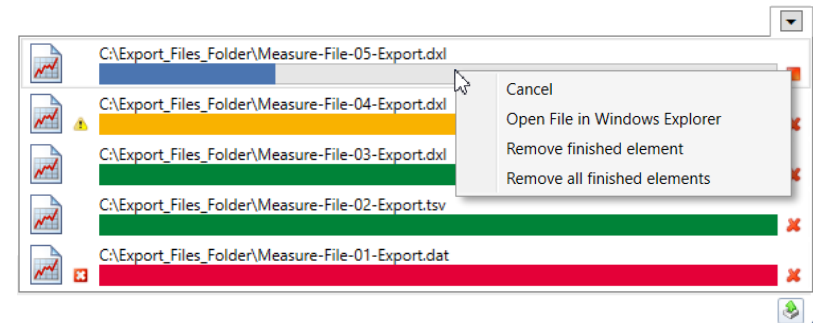 C:\Export_Files_Folder\Measure-File-05-Export.dxl
Cancel
C:\Export_Files_Folder\Measure-File-04-Export.dxl
Open File in Windows Explorer
C:\Export_Files_Folder\Measure-File-03-Export.dxl
Remove finished element
Remove all finished elements
C:\Export_Files_Folder\Measure-File-02-Export.tsv
C:\Export_Files_Folder\Measure-File-01-Export.dat